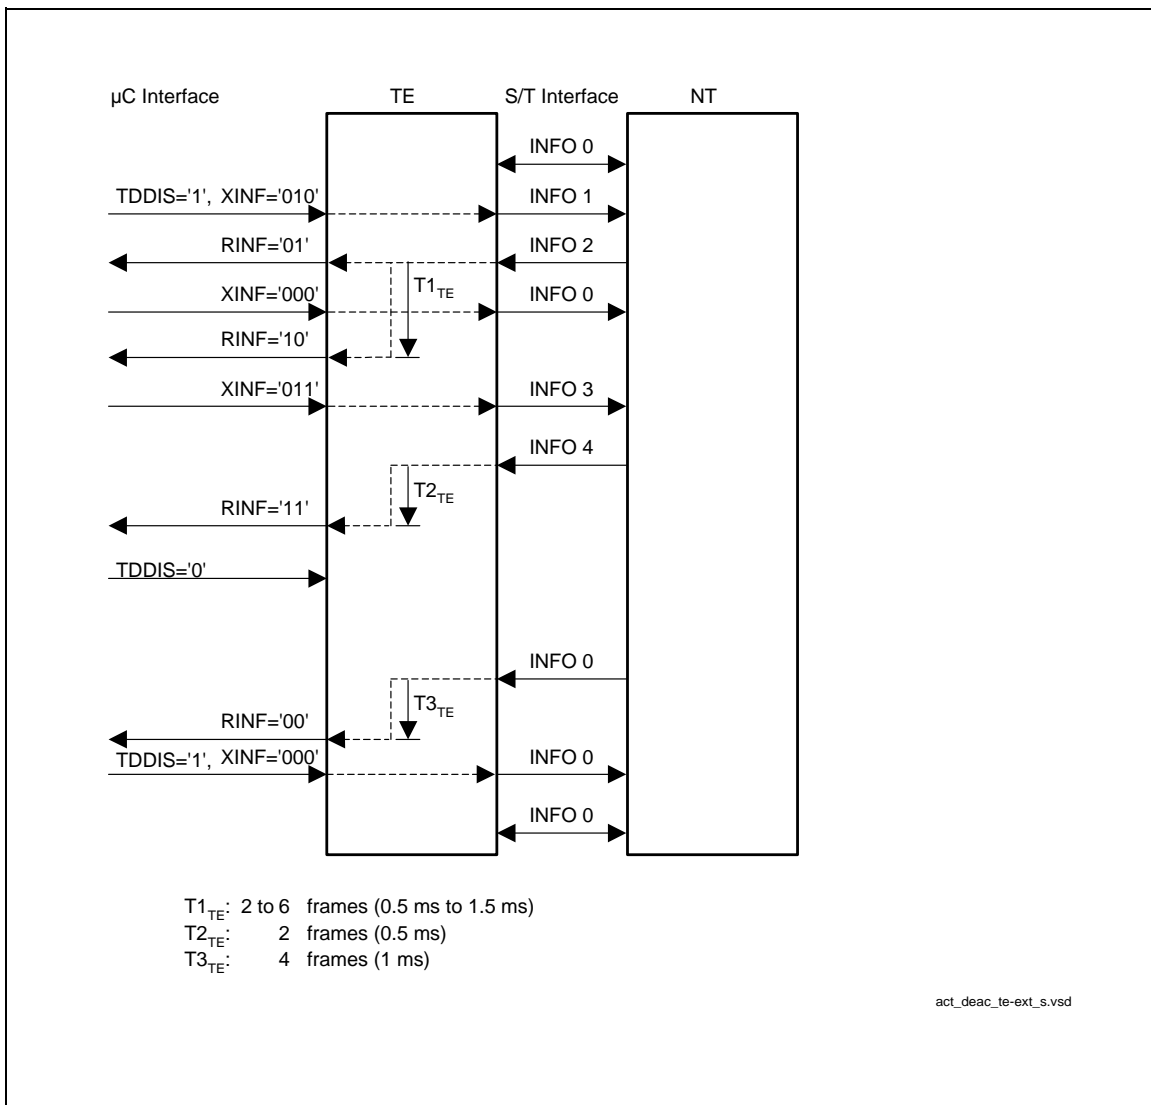 µC Interface TE S/T Interface NT
INFO 0
TDDIS='1', XINF='010' INFO 1
RINF='01' INFO 2
T1TE
XINF='000' INFO 0
RINF='10'
XINF='011' INFO 3
INFO 4
T2TE
RINF='11'
TDDIS='0'
INFO 0
T3TE
RINF='00'
TDDIS='1', XINF='000' INFO 0
INFO 0
T1TE: 2 to 6 frames (0.5 ms to 1.5 ms)
T2TE: 2 frames (0.5 ms)
T3TE: 4 frames (1 ms)
act_deac_te-ext_s.vsd